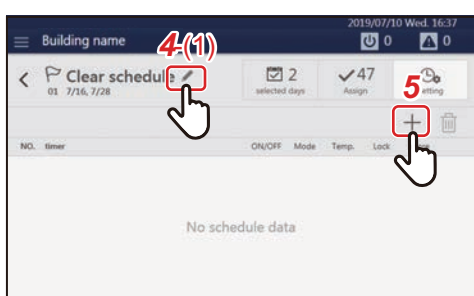 2019/07/10 Wed. 16:37
Building name
0 0
4-(1)
Clear schedule
01 7/16, 7/28
2
selected days
47
Assign
5
etting
NO. timer ON/OFF Mode Temp. Lock
No schedule data